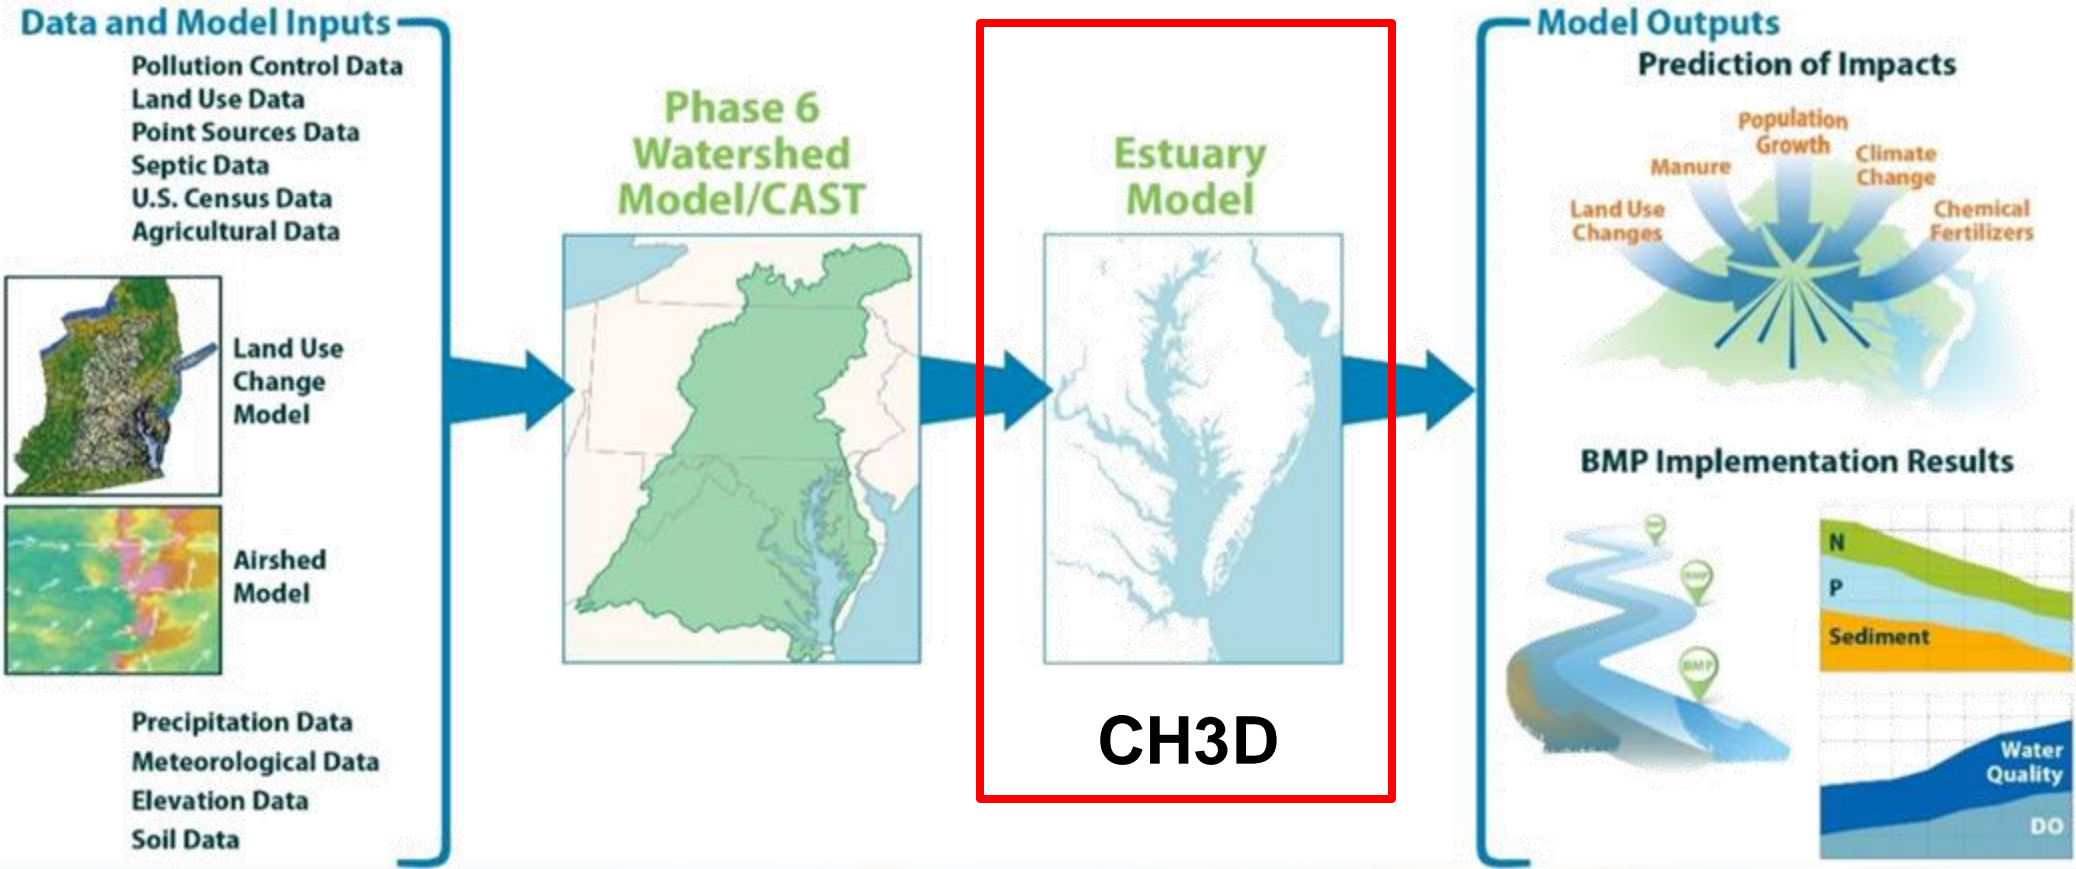 Data and Model Inputs
Pollution Control Data
Land Use Data
Point Sources Data
Septic Data
U.S. Census Data
Agricultural Data
Land Use
Change
Model
Airshed
Model
Precipitation Data
Meteorological Data
Elevation Data
Soil Data
Phase 6
Watershed
Model/CAST
Estuary
Model
CH3D
Model Outputs
Prediction of Impacts
Population
Growth
Manure
Climate
Change
Land Use
Changes
Chemical
Fertilizers
BMP Implementation Results
BMP
BMP
N
P
Sediment
Water
Quality
DO